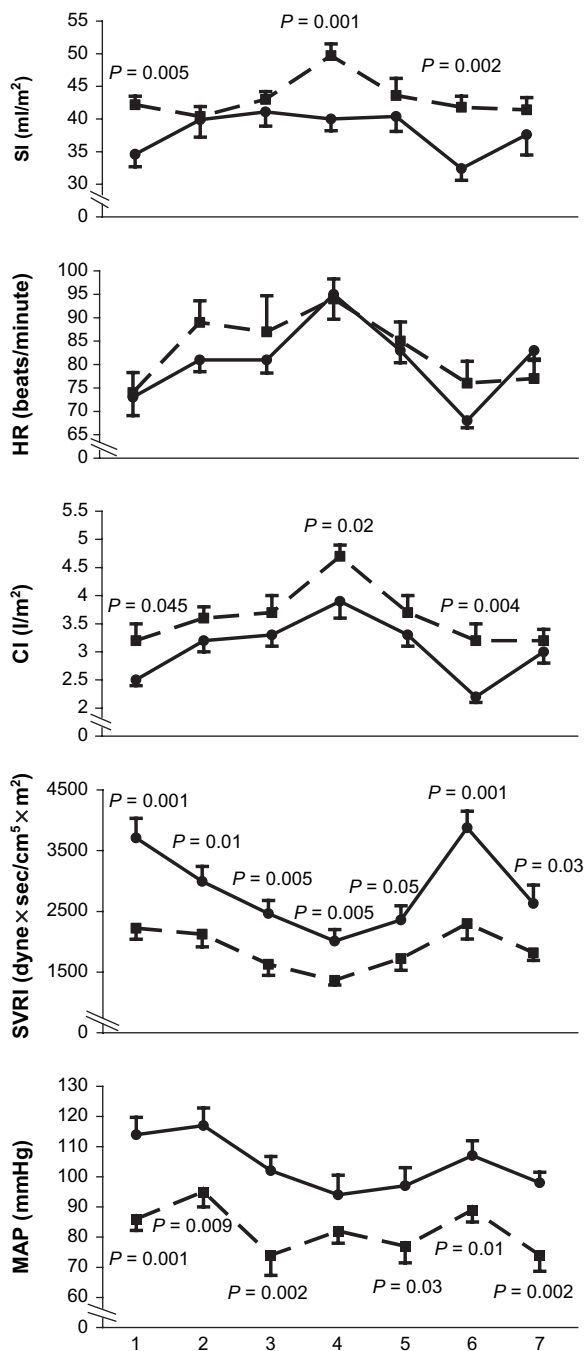 55
P = 0.001
50
P = 0.005
P = 0.002
45
40
35
30
0
SI (ml/m²)
100
95
90
85
80
75
70
65
0
HR (beats/minute)
5.5
P = 0.02
5
4.5
P = 0.045
P = 0.004
4
3.5
3
2.5
2
0
CI (l/m²)
4500
P = 0.001
P = 0.001
P = 0.01
3500
P = 0.005
P = 0.05
P = 0.03
P = 0.005
2500
1500
0
SVRI (dyne×sec/cm⁵×m²)
130
120
110
100
90
P = 0.009
80
P = 0.001
P = 0.01
70
P = 0.002
P = 0.03
P = 0.002
60
0
MAP (mmHg)
1 2 3 4 5 6 7